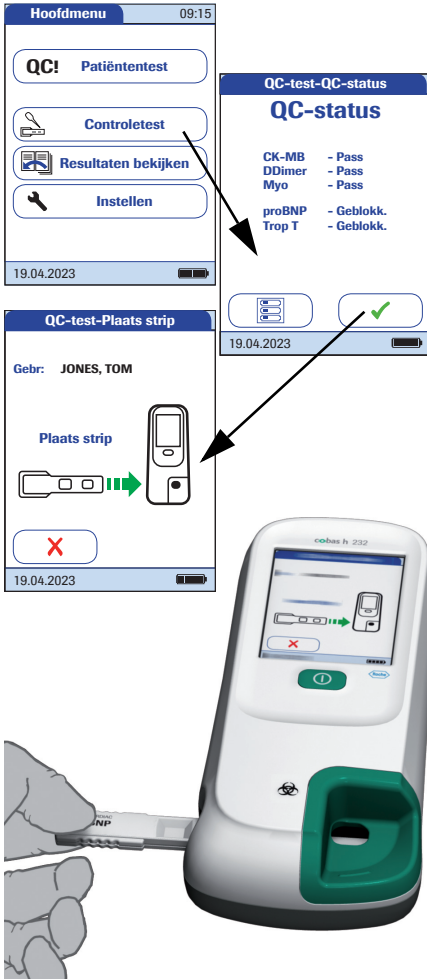 Hoofdmenu 09:15
QC! Patiëntentest
Controletest
Resultaten bekijken
Instellen
19.04.2023
QC-test-QC-status
QC-status
CK-MB - Pass
DDimer - Pass
Myo - Pass
proBNP - Geblokk.
Trop T - Geblokk.
19.04.2023
QC-test-Plaats strip
Gebr: JONES, TOM
Plaats strip
19.04.2023
cobas h 232
Roche